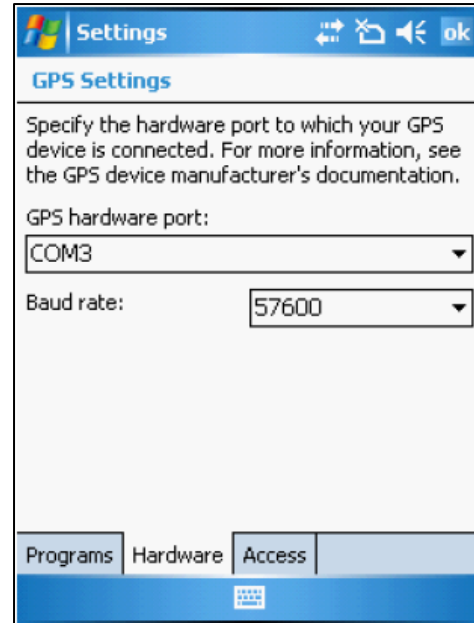 Settings
ok
GPS Settings
Specify the hardware port to which your GPS
device is connected. For more information, see
the GPS device manufacturer's documentation.
GPS hardware port:
COM3
Baud rate:
57600
Programs
Hardware
Access